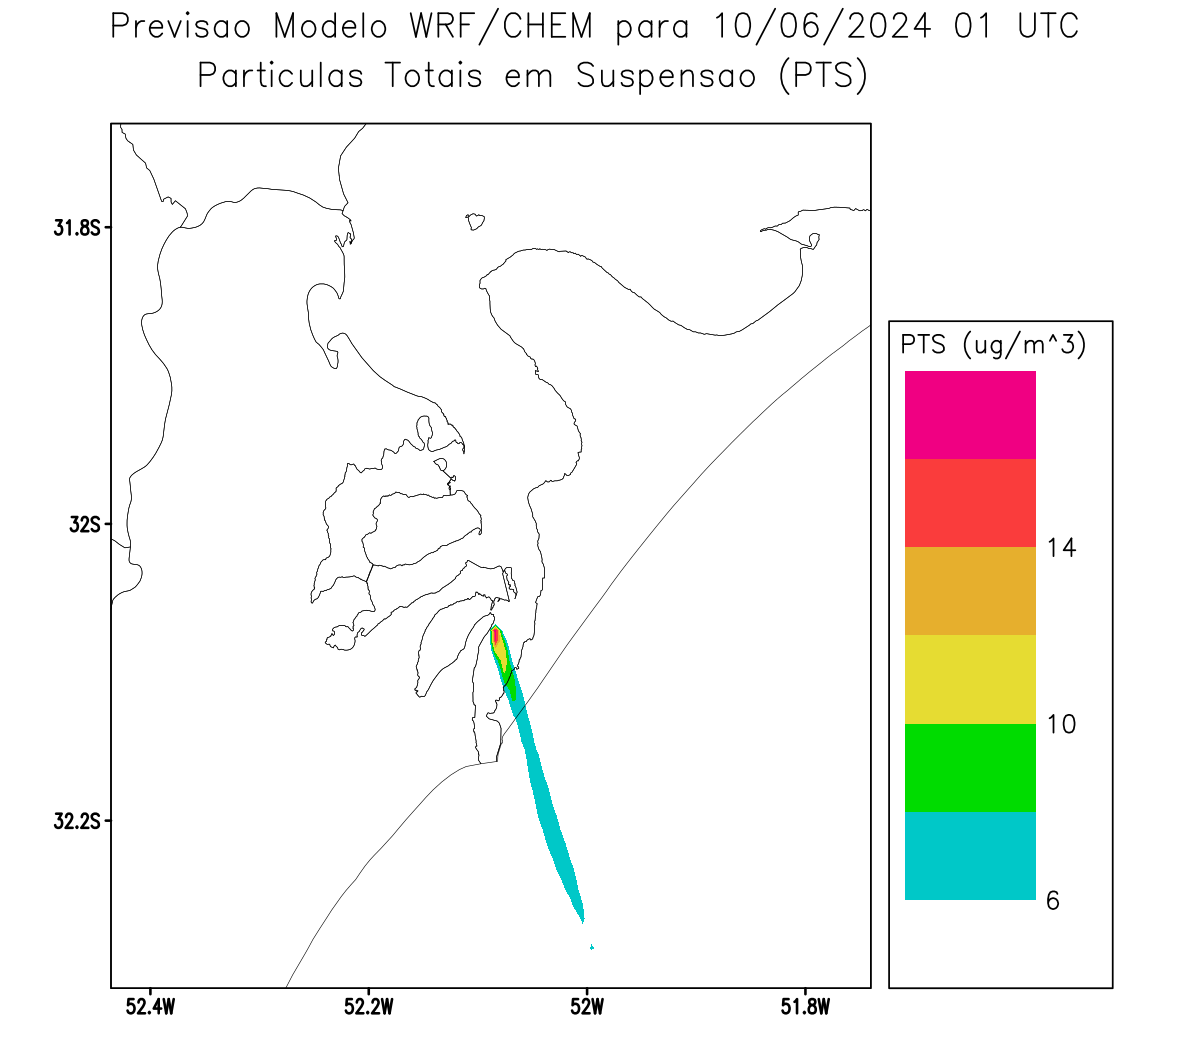 Previsao Modelo WRF/CHEM para 10/06/2024 01 UTC
Particulas Totais em Suspensao (PTS)
31.8S
32S
32.2S
52.4W
52.2W
52W
51.8W
PTS (ug/m^3)
14
10
6